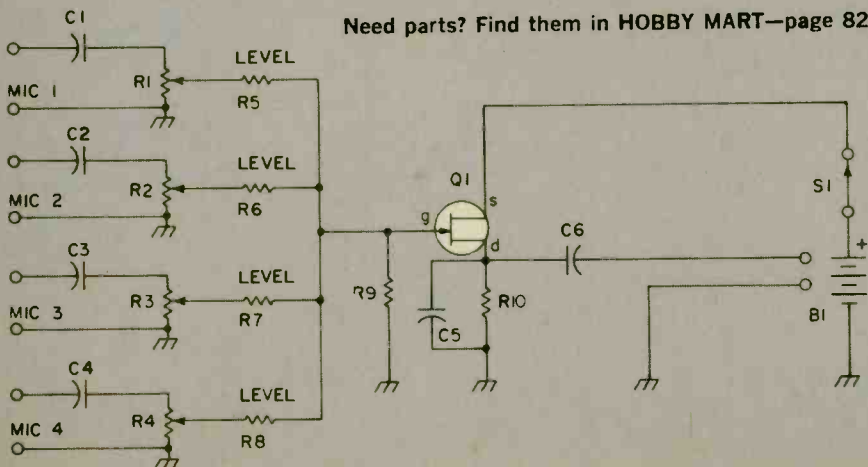 Need parts? Find them in HOBBY MART—page 82
C1
LEVEL
R1
MIC 1
R5
C2
LEVEL
R2
MIC 2
R6
Q1
s
S1
g
d
C6
C3
LEVEL
R3
MIC 3
R7
R9
C5
R10
+
B1
C4
LEVEL
R4
MIC 4
R8